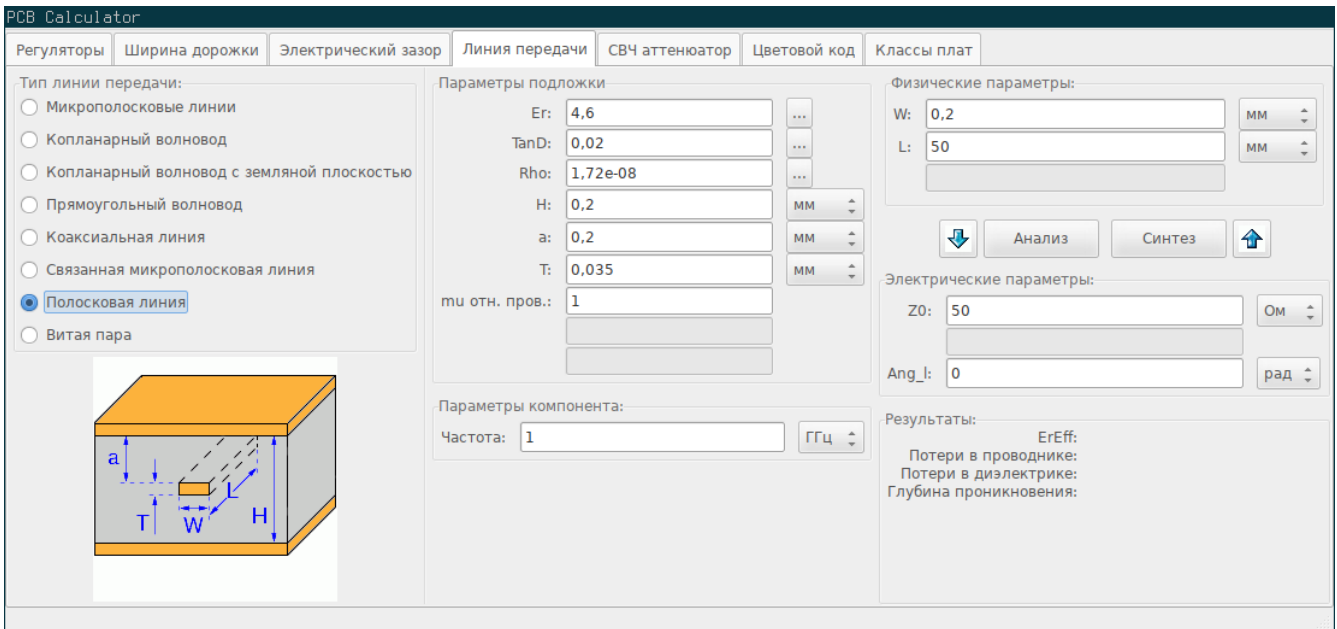 PCB Calculator
Регуляторы Ширина дорожки Электрический зазор Линия передачи СВЧ аттенюатор Цветовой код Классы плат
Тип линии передачи:
Микрополосковые линии
Копланарный волновод
Копланарный волновод с земляной плоскостью
Прямоугольный волновод
Коаксиальная линия
Связанная микрополосковая линия
Полосковая линия
Витая пара
a
T
W
L
H
Параметры подложки
Er: 4,6 ...
TanD: 0,02 ...
Rho: 1,72e-08 ...
H: 0,2 мм
a: 0,2 мм
T: 0,035 мм
mu отн. пров.: 1
Параметры компонента:
Частота: 1 ГГц
Физические параметры:
W: 0,2 мм
L: 50 мм
Анализ Синтез
Электрические параметры:
Z0: 50 Ом
Ang_l: 0 рад
Результаты:
ErEff:
Потери в проводнике:
Потери в диэлектрике:
Глубина проникновения: